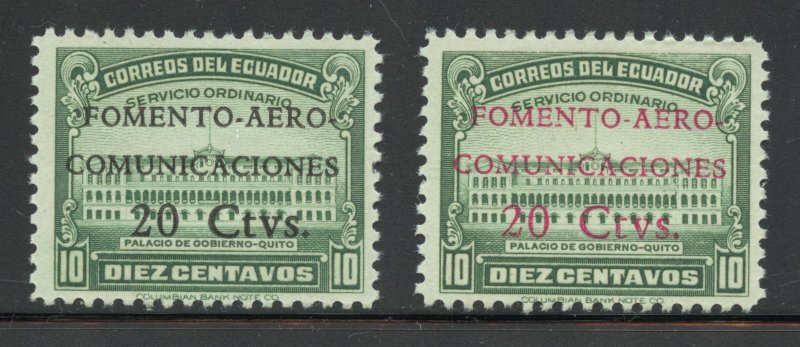 CORREOS DEL ECUADOR
SERVICIO ORDINARIO
FOMENTO-AERO-
COMUNICACIONES
20 Ctvs.
PALACIO DE GOBIERNO-QUITO
10 DIEZ CENTAVOS 10
COLUMBIAN BANK NOTE CO.
CORREOS DEL ECUADOR
SERVICIO ORDINARIO
FOMENTO-AERO-
COMUNICACIONES
20 Ctvs.
PALACIO DE GOBIERNO-QUITO
10 DIEZ CENTAVOS 10
COLUMBIAN BANK NOTE CO.